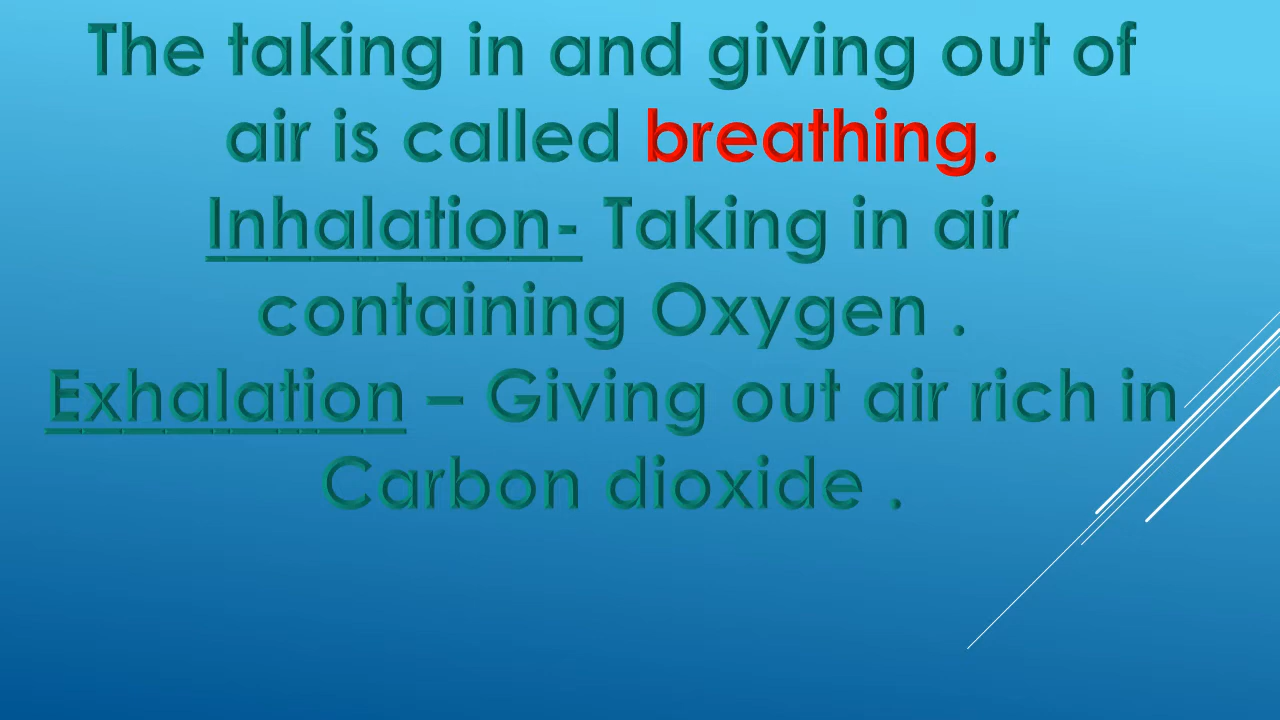 The taking in and giving out of
air is called breathing.
Inhalation- Taking in air
containing Oxygen .
Exhalation – Giving out air rich in
Carbon dioxide .